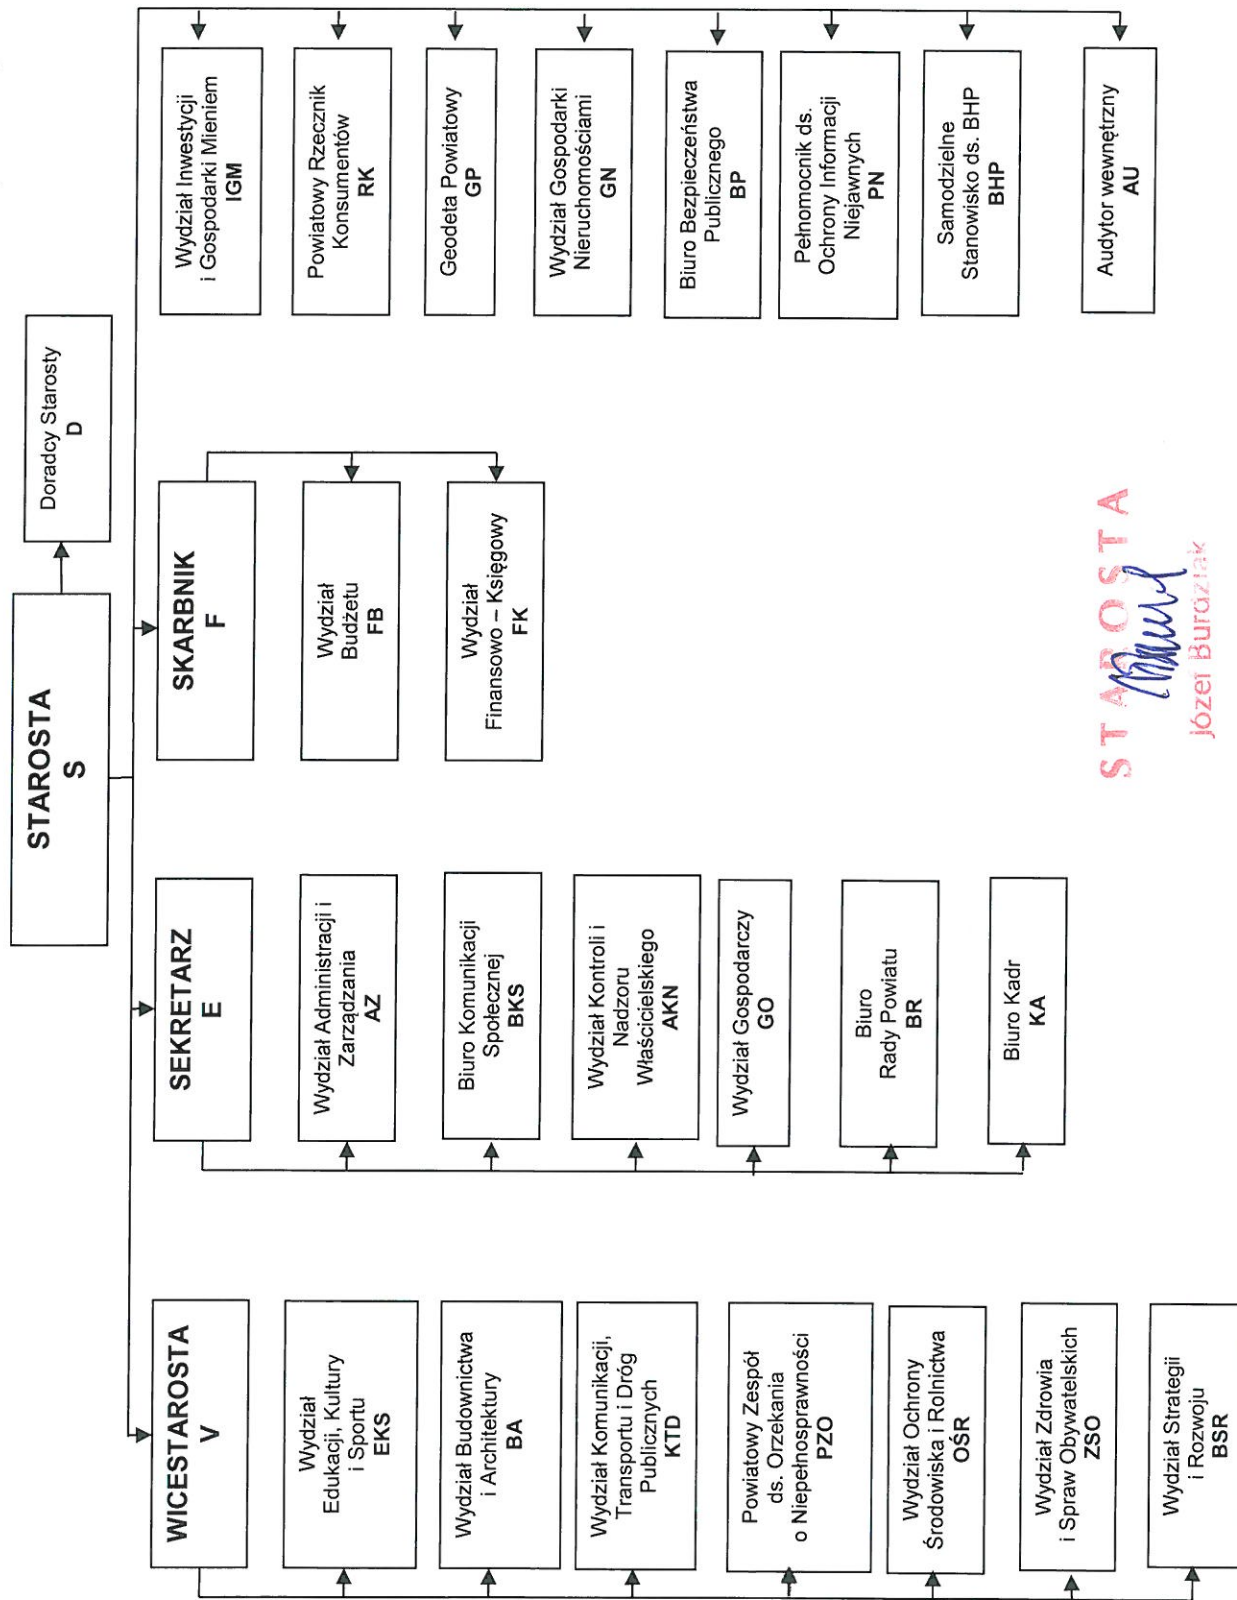 STAROSTA
S
Doradcy Starosty
D
WICESTAROSTA
V
Wydział
Edukacji, Kultury
i Sportu
EKS
Wydział Budownictwa
i Architektury
BA
Wydział Komunikacji,
Transportu i Dróg
Publicznych
KTD
Powiatowy Zespół
ds. Orzekania
o Niepełnosprawności
PZO
Wydział Ochrony
Środowiska i Rolnictwa
OŚR
Wydział Zdrowia
i Spraw Obywatelskich
ZSO
Wydział Strategii
i Rozwoju
BSR
SEKRETARZ
E
Wydział Administracji i
Zarządzania
AZ
Biuro Komunikacji
Społecznej
BKS
Wydział Kontroli i
Nadzoru
Właścicielskiego
AKN
Wydział Gospodarczy
GO
Biuro
Rady Powiatu
BR
Biuro Kadr
KA
SKARBNIK
F
Wydział
Budżetu
FB
Wydział
Finansowo – Księgowy
FK
Wydział Inwestycji
i Gospodarki Mieniem
IGM
Powiatowy Rzecznik
Konsumentów
RK
Geodeta Powiatowy
GP
Wydział Gospodarki
Nieruchomościami
GN
Biuro Bezpieczeństwa
Publicznego
BP
Pełnomocnik ds.
Ochrony Informacji
Niejawnych
PN
Samodzielne
Stanowisko ds. BHP
BHP
Audytor wewnętrzny
AU
STAROSTA
Józef Burdziak